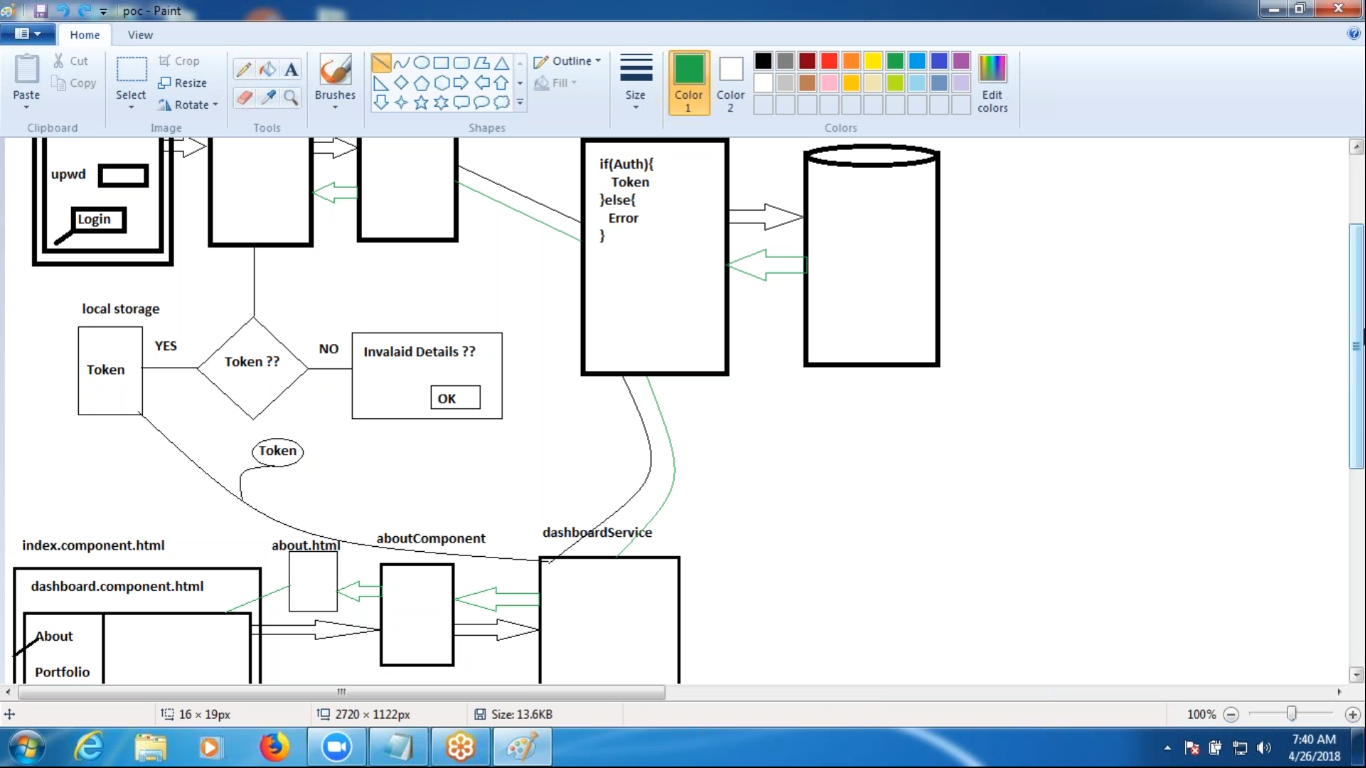 poc - Paint
Home
View
Paste
Cut
Copy
Clipboard
Select
Crop
Resize
Rotate
Image
Tools
Brushes
Shapes
Outline
Fill
Size
Color 1
Color 2
Edit colors
Colors
upwd
Login
if(Auth){
Token
}else{
Error
}
local storage
Token
YES
Token ??
NO
Invalaid Details ??
OK
Token
index.component.html
about.html
aboutComponent
dashboardService
dashboard.component.html
About
Portfolio
16 × 19px
2720 × 1122px
Size: 13.6KB
100%
7:40 AM
4/26/2018